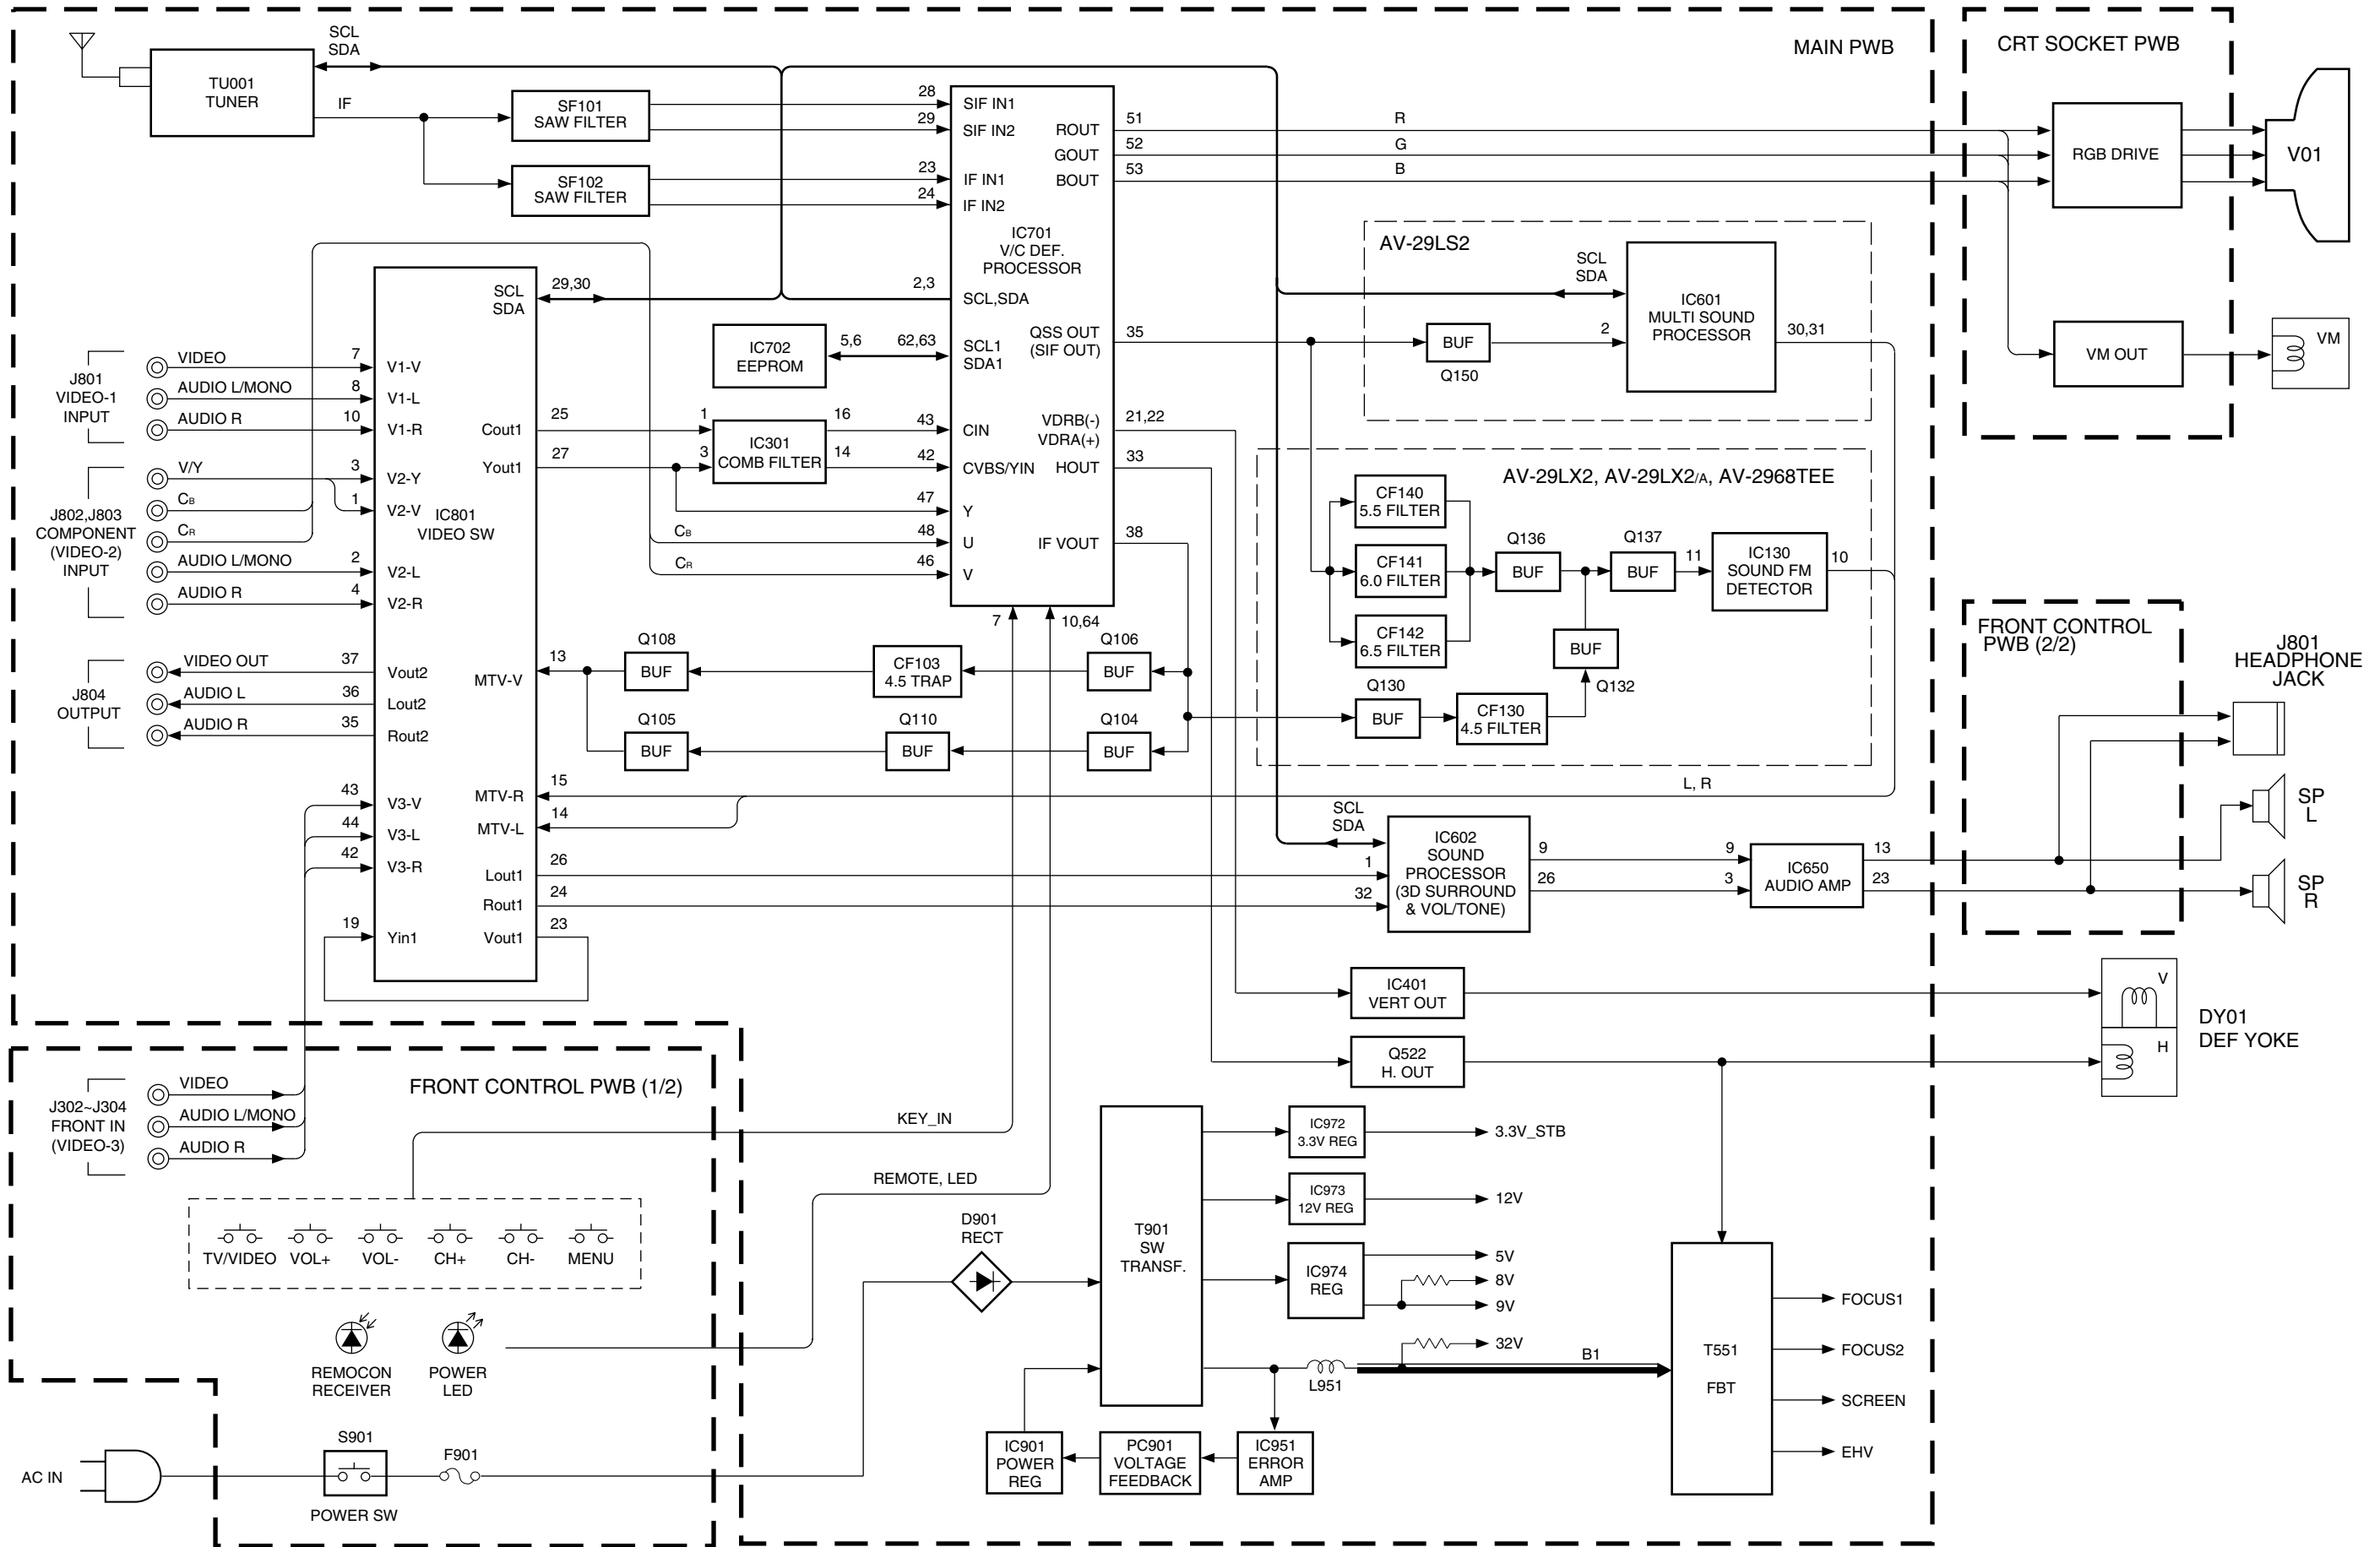 MAIN PWB
CRT SOCKET PWB
SCL
SDA
TU001
TUNER
IF
SF101
SAW FILTER
SF102
SAW FILTER
28
29
23
24
SIF IN1
SIF IN2
IF IN1
IF IN2
ROUT
GOUT
BOUT
51
52
53
R
G
B
RGB DRIVE
V01
VM OUT
VM
IC701
V/C DEF.
PROCESSOR
2,3
SCL,SDA
QSS OUT
(SIF OUT)
35
SCL1
SDA1
62,63
5,6
IC702
EEPROM
VDRB(-)
VDRA(+)
21,22
HOUT
33
IF VOUT
38
43
CIN
42
CVBS/YIN
47
Y
48
U
46
V
CB
CR
7
10,64
AV-29LS2
SCL
SDA
IC601
MULTI SOUND
PROCESSOR
BUF
Q150
2
30,31
AV-29LX2, AV-29LX2/A, AV-2968TEE
CF140
5.5 FILTER
CF141
6.0 FILTER
CF142
6.5 FILTER
Q136
BUF
Q137
BUF
11
IC130
SOUND FM
DETECTOR
10
BUF
Q132
Q130
BUF
CF130
4.5 FILTER
L, R
SCL
SDA
29,30
IC801
VIDEO SW
J801
VIDEO-1
INPUT
VIDEO
7
V1-V
AUDIO L/MONO
8
V1-L
AUDIO R
10
V1-R
J802,J803
COMPONENT
(VIDEO-2)
INPUT
V/Y
3
V2-Y
CB
1
V2-V
CR
AUDIO L/MONO
2
V2-L
AUDIO R
4
V2-R
J804
OUTPUT
VIDEO OUT
37
Vout2
AUDIO L
36
Lout2
AUDIO R
35
Rout2
43
V3-V
44
V3-L
42
V3-R
19
Yin1
Cout1
25
Yout1
27
1
3
IC301
COMB FILTER
16
14
MTV-V
13
Q108
BUF
CF103
4.5 TRAP
Q106
BUF
Q105
BUF
Q110
BUF
Q104
BUF
MTV-R
15
MTV-L
14
Lout1
26
Rout1
24
Vout1
23
SCL
SDA
1
32
IC602
SOUND
PROCESSOR
(3D SURROUND
& VOL/TONE)
9
26
9
3
IC650
AUDIO AMP
13
23
FRONT CONTROL
PWB (2/2)
J801
HEADPHONE
JACK
SP
L
SP
R
IC401
VERT OUT
Q522
H. OUT
V
H
DY01
DEF YOKE
FRONT CONTROL PWB (1/2)
J302~J304
FRONT IN
(VIDEO-3)
VIDEO
AUDIO L/MONO
AUDIO R
KEY_IN
REMOTE, LED
TV/VIDEO
VOL+
VOL-
CH+
CH-
MENU
REMOCON
RECEIVER
POWER
LED
AC IN
S901
POWER SW
F901
D901
RECT
T901
SW
TRANSF.
IC972
3.3V REG
3.3V_STB
IC973
12V REG
12V
IC974
REG
5V
8V
9V
32V
L951
B1
IC901
POWER
REG
PC901
VOLTAGE
FEEDBACK
IC951
ERROR
AMP
T551
FBT
FOCUS1
FOCUS2
SCREEN
EHV